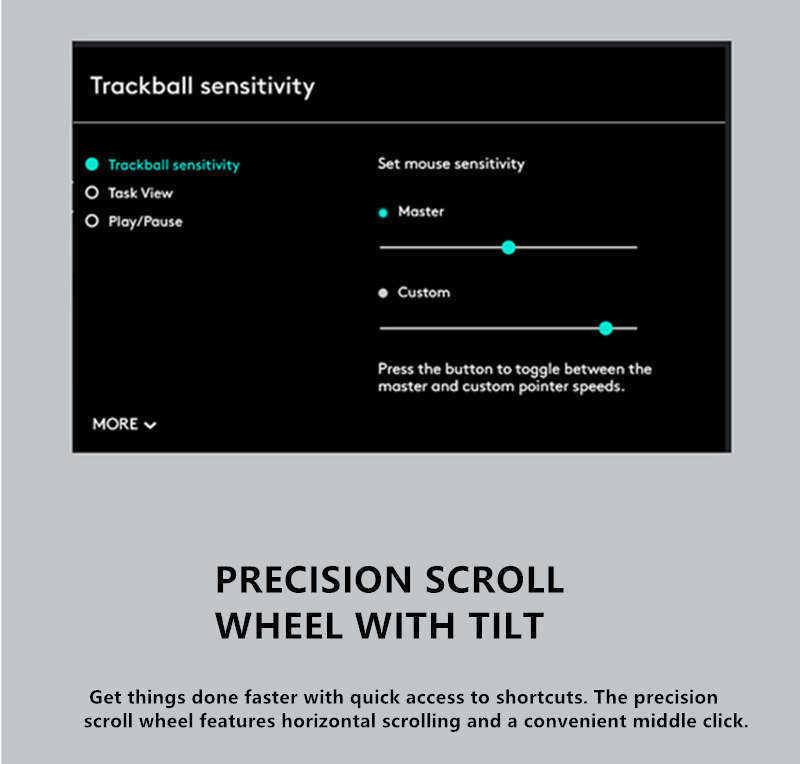 Trackball sensitivity
Trackball sensitivity
Task View
Play/Pause
MORE
Set mouse sensitivity
Master
Custom
Press the button to toggle between the
master and custom pointer speeds.
PRECISION SCROLL
WHEEL WITH TILT
Get things done faster with quick access to shortcuts. The precision
scroll wheel features horizontal scrolling and a convenient middle click.